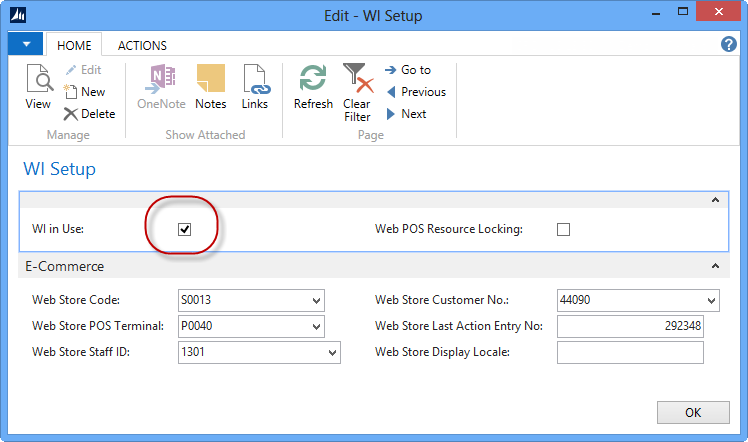 Edit - WI Setup
HOME ACTIONS
View
Edit
New
Delete
Manage
OneNote Notes Links
Show Attached
Refresh Clear Filter
Go to
Previous
Next
Page
WI Setup
WI in Use: Web POS Resource Locking:
E-Commerce
Web Store Code: S0013 Web Store Customer No.: 44090
Web Store POS Terminal: P0040 Web Store Last Action Entry No: 292348
Web Store Staff ID: 1301 Web Store Display Locale:
OK